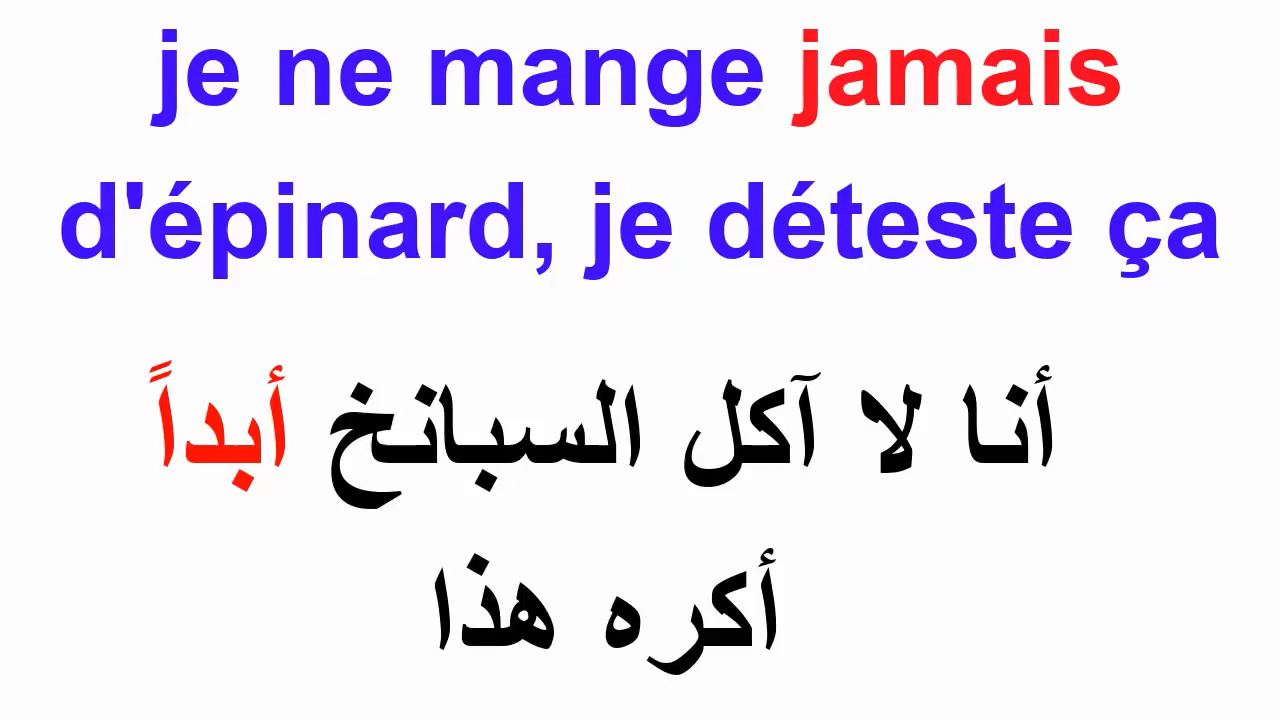 je ne mange jamais
d'épinard, je déteste ça
أنا لا آكل السبانخ أبداً
أكره هذا